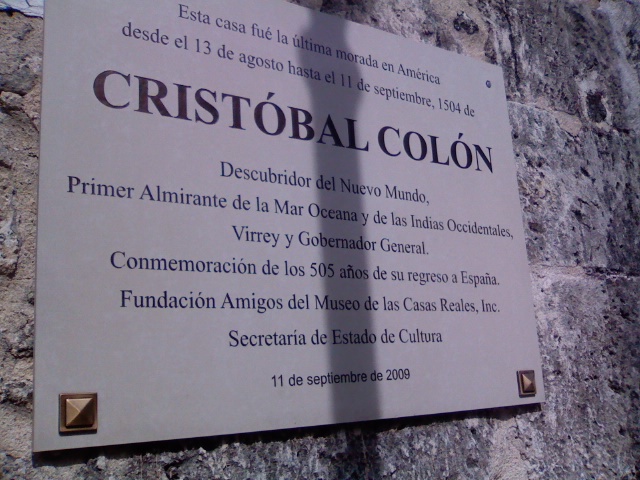 Esta casa fué la última morada en América
desde el 13 de agosto hasta el 11 de septiembre, 1504 de
CRISTÓBAL COLÓN
Descubridor del Nuevo Mundo,
Primer Almirante de la Mar Oceana y de las Indias Occidentales,
Virrey y Gobernador General.
Conmemoración de los 505 años de su regreso a España.
Fundación Amigos del Museo de las Casas Reales, Inc.
Secretaría de Estado de Cultura
11 de septiembre de 2009